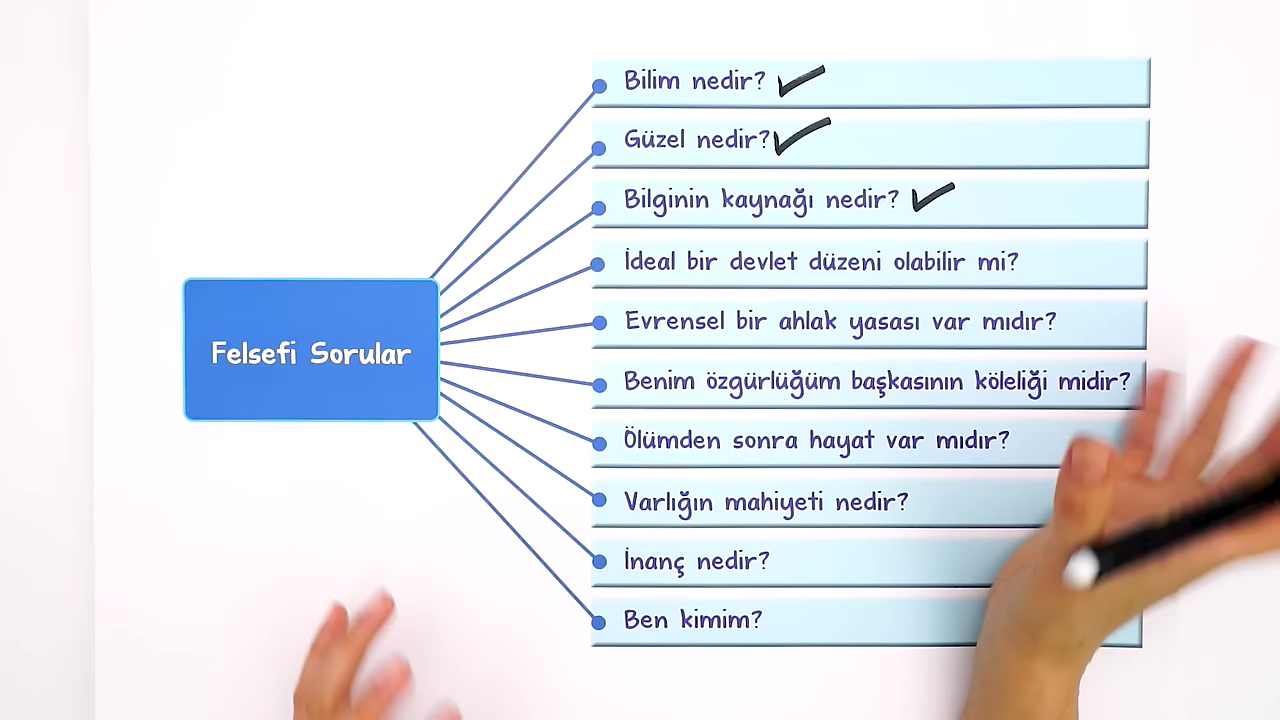 Felsefi Sorular
Bilim nedir?
Güzel nedir?
Bilginin kaynağı nedir?
İdeal bir devlet düzeni olabilir mi?
Evrensel bir ahlak yasası var mıdır?
Benim özgürlüğüm başkasının köleliği midir?
Ölümden sonra hayat var mıdır?
Varlığın mahiyeti nedir?
İnanç nedir?
Ben kimim?